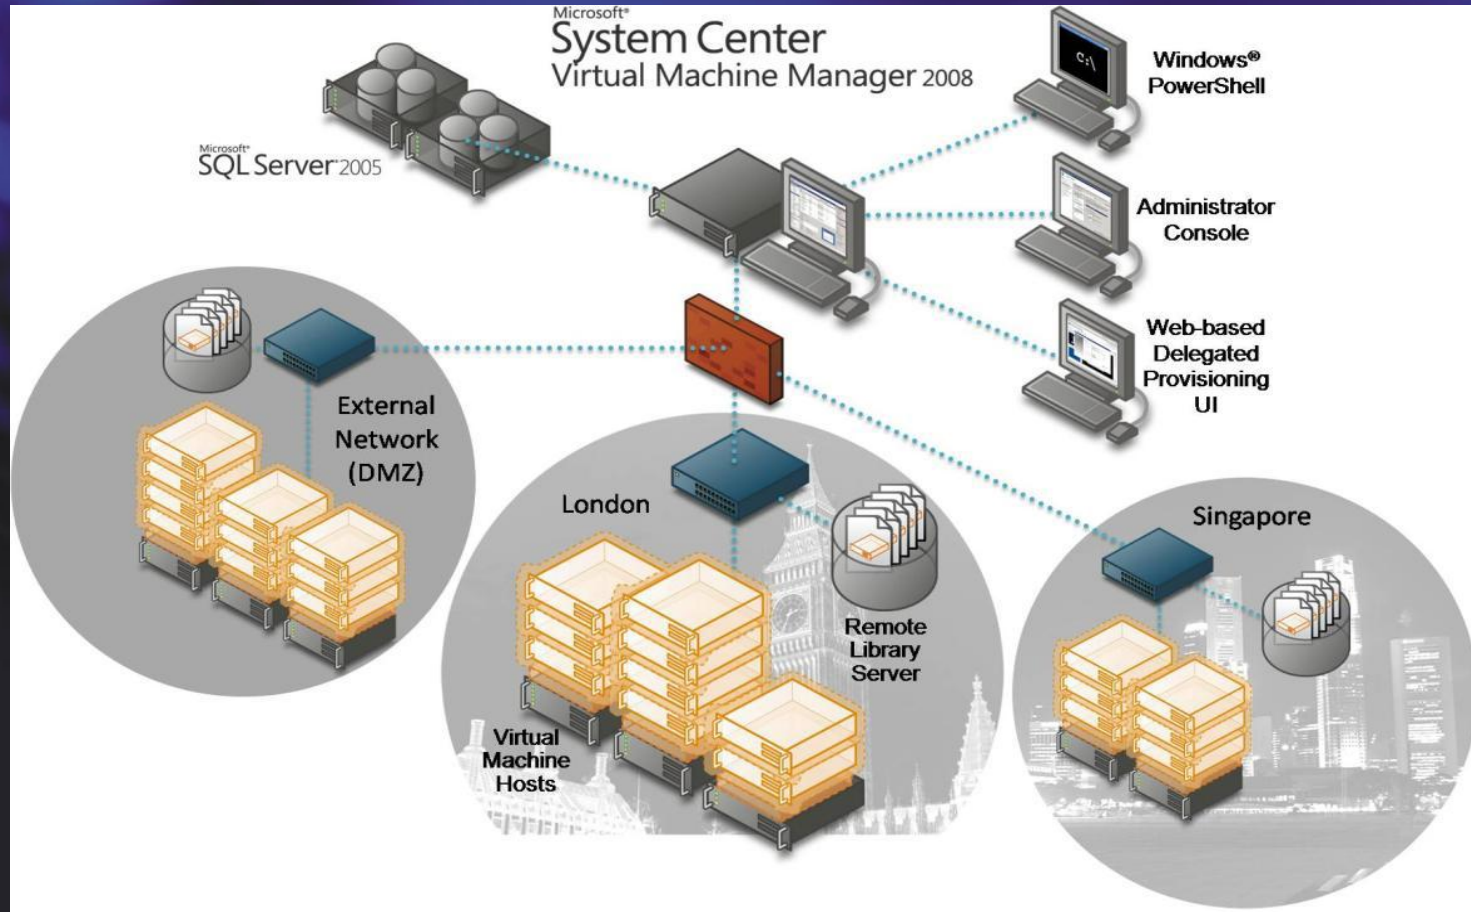 Microsoft®
System Center
Virtual Machine Manager 2008
Windows®
PowerShell
C:\
Microsoft®
SQL Server 2005
Administrator
Console
Web-based
Delegated
Provisioning
UI
External
Network
(DMZ)
London
Singapore
Remote
Library
Server
Virtual
Machine
Hosts